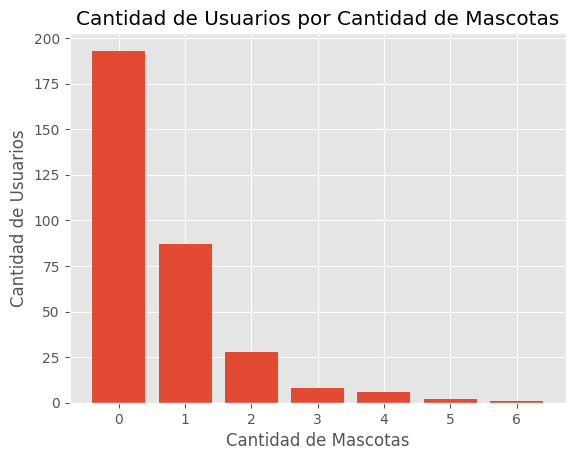 Cantidad de Usuarios por Cantidad de Mascotas
200
175
150
125
100
75
50
25
0
Cantidad de Usuarios
0 1 2 3 4 5 6
Cantidad de Mascotas